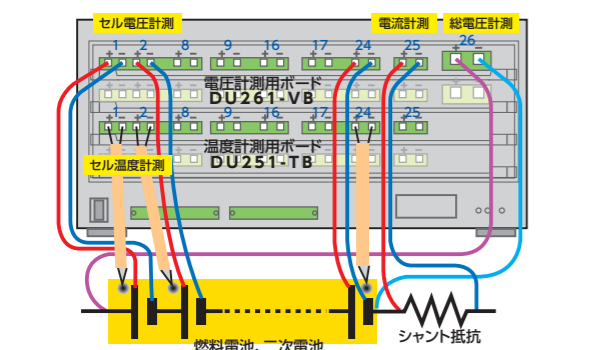 セル電圧計測
電流計測
総電圧計測
1 2 8 9 16 17 24 25 26
+ - + - + - + - + - + - + - + - + -
電圧計測用ボード
DU261-VB
1 2 8 9 16 17 24 25
温度計測用ボード
DU251-TB
セル温度計測
シャント抵抗
燃料電池、二次電池